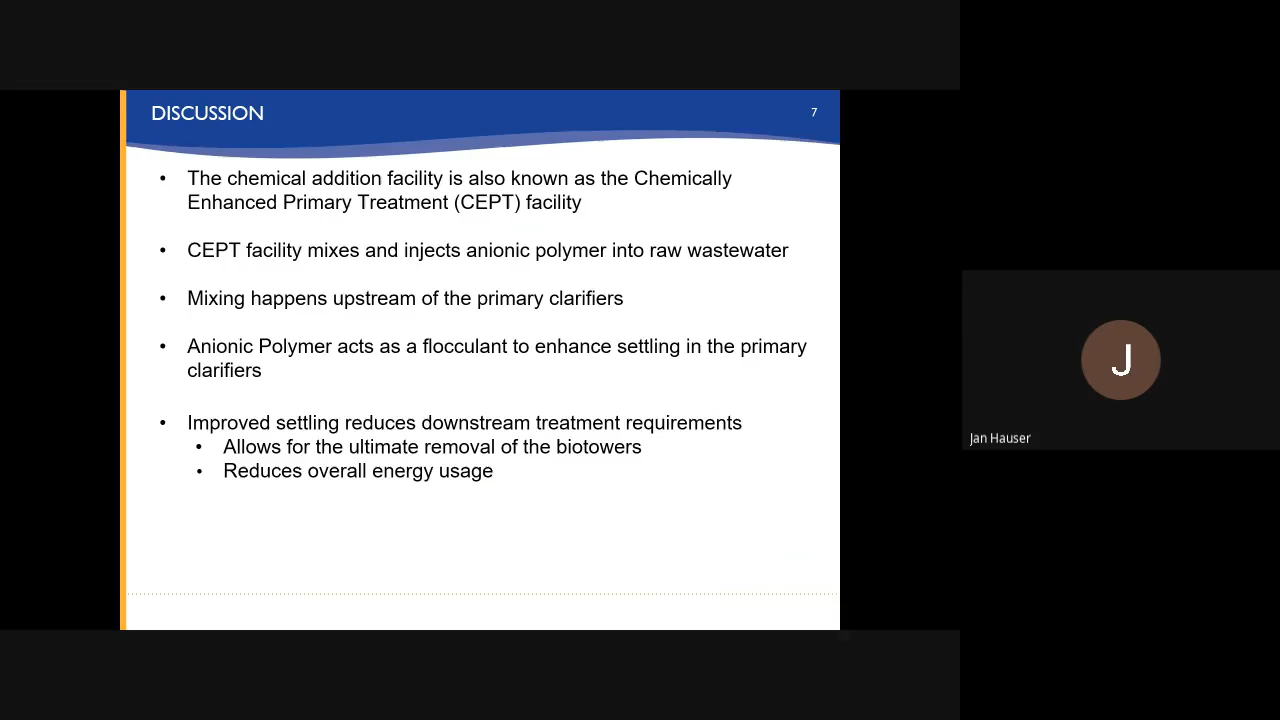 DISCUSSION
7
• The chemical addition facility is also known as the Chemically
Enhanced Primary Treatment (CEPT) facility
• CEPT facility mixes and injects anionic polymer into raw wastewater
• Mixing happens upstream of the primary clarifiers
• Anionic Polymer acts as a flocculant to enhance settling in the primary
clarifiers
• Improved settling reduces downstream treatment requirements
• Allows for the ultimate removal of the biotowers
• Reduces overall energy usage
J
Jan Hauser